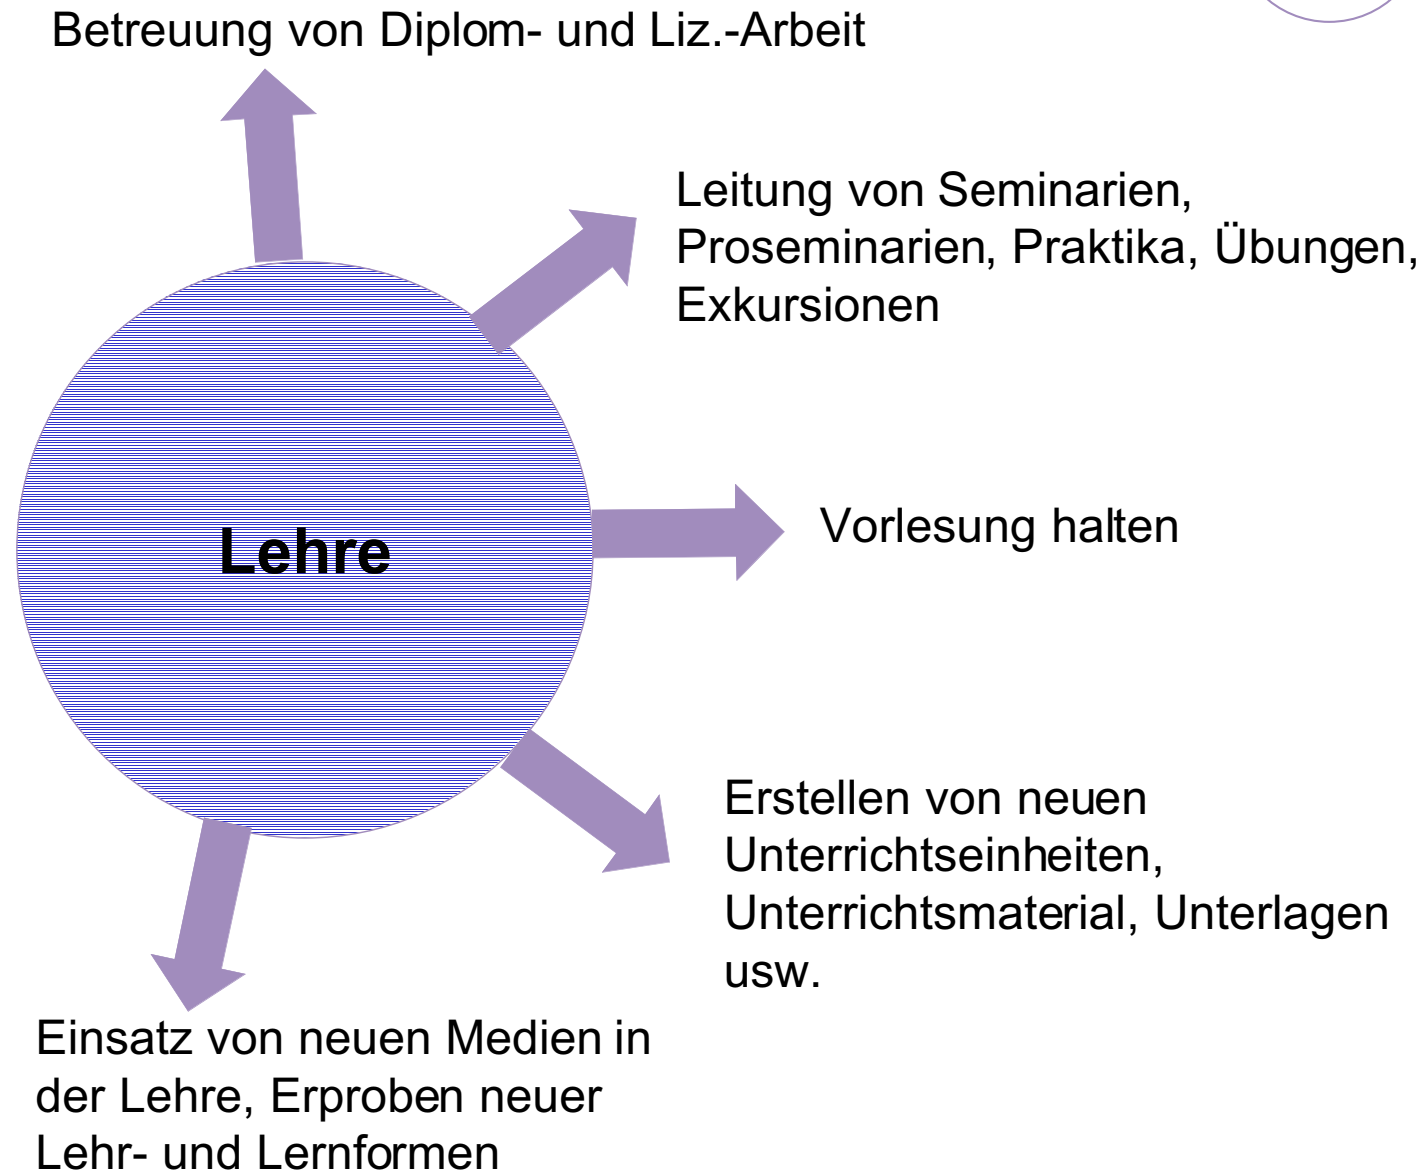 Betreuung von Diplom- und Liz.-Arbeit
Leitung von Seminarien,
Proseminarien, Praktika, Übungen,
Exkursionen
Lehre
Vorlesung halten
Erstellen von neuen
Unterrichtseinheiten,
Unterrichtsmaterial, Unterlagen
usw.
Einsatz von neuen Medien in
der Lehre, Erproben neuer
Lehr- und Lernformen